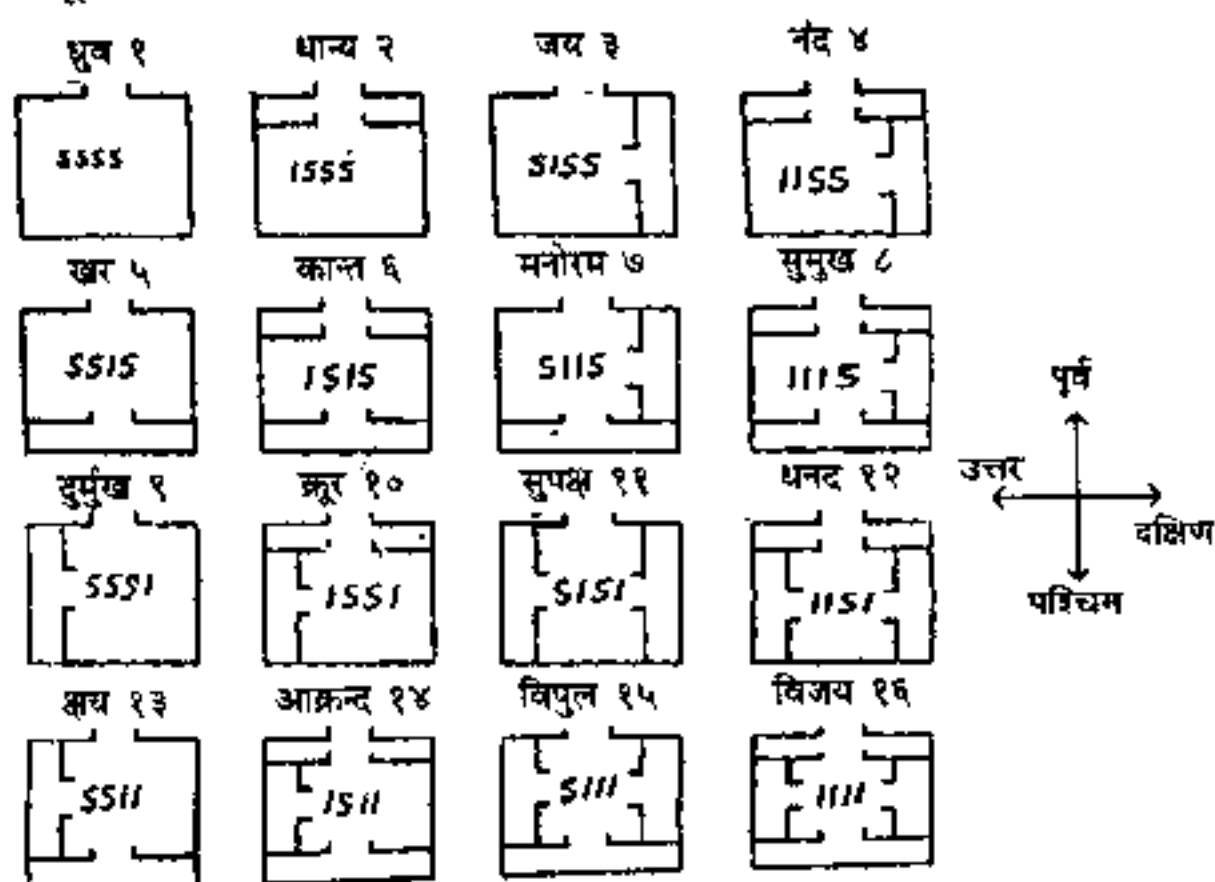 ध्रुव १ धान्य २ जय ३ नंद ४
ssss ISSS SISS IISS
खर ५ कान्त ६ मनोरम ७ सुमुख ८
SSIS ISIS SIIS IIIS
दुर्मुख ९ क्रूर १० सुपक्ष ११ धनद १२
SSSI ISSI SISI IISI
क्षय १३ आक्रन्द १४ विपुल १५ विजय १६
SSII ISII SIII IIII
पूर्व
उत्तर
दक्षिण
पश्चिम